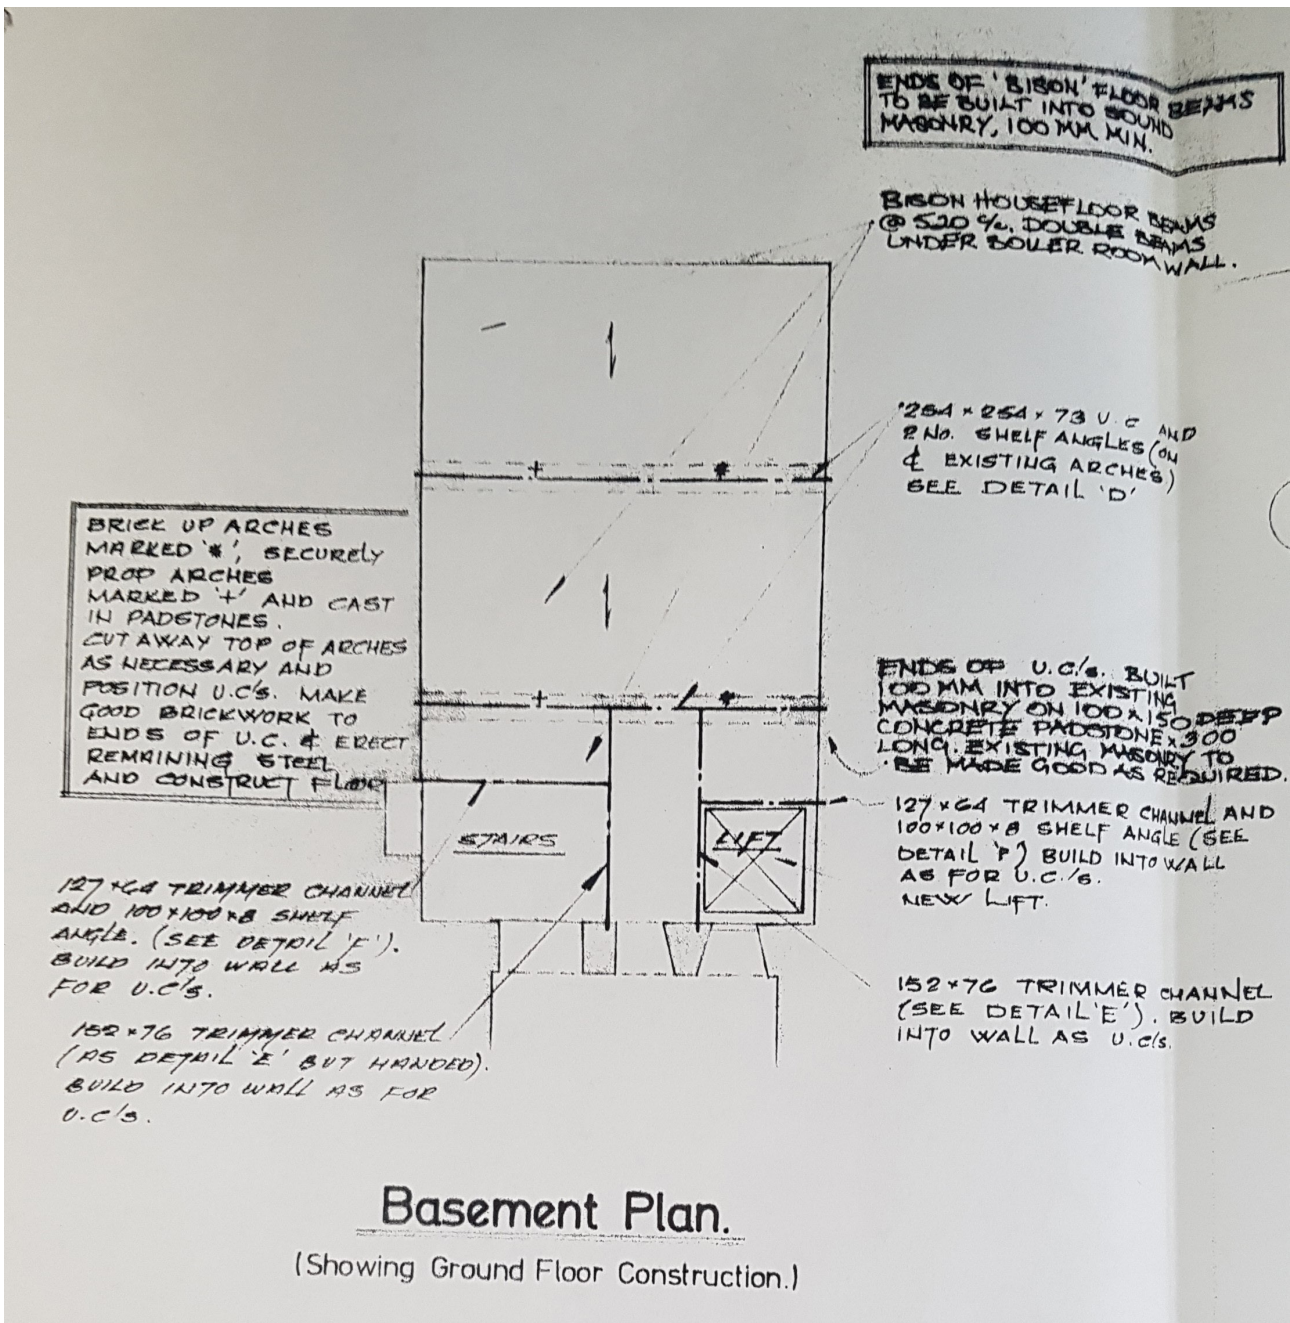 ENDS OF 'BISON' FLOOR BEAMS
TO BE BUILT INTO SOUND
MASONRY, 100 MM MIN.
BISON HOUSEFLOOR BEAMS
@ 520 c/c. DOUBLE BEAMS
UNDER BOILER ROOM WALL.
254 × 254 × 73 U.C AND
2 No. SHELF ANGLES (ON
℄ EXISTING ARCHES)
SEE DETAIL 'D'
BRICK UP ARCHES
MARKED '*', SECURELY
PROP ARCHES
MARKED '+' AND CAST
IN PADSTONES.
CUT AWAY TOP OF ARCHES
AS NECESSARY AND
POSITION U.C's. MAKE
GOOD BRICKWORK TO
ENDS OF U.C. & ERECT
REMAINING STEEL
AND CONSTRUCT FLOOR
ENDS OF U.C.'s. BUILT
100 MM INTO EXISTING
MASONRY ON 100 × 150 DEEP
CONCRETE PADSTONE × 300
LONG. EXISTING MASONRY TO
BE MADE GOOD AS REQUIRED.
127 × 64 TRIMMER CHANNEL AND
100×100×8 SHELF ANGLE (SEE
DETAIL 'F') BUILD INTO WALL
AS FOR U.C.'s.
NEW LIFT.
STAIRS
LIFT
127 × 64 TRIMMER CHANNEL
AND 100×100×8 SHELF
ANGLE. (SEE DETAIL 'F').
BUILD INTO WALL AS
FOR U.C's.
152 × 76 TRIMMER CHANNEL
(AS DETAIL 'E' BUT HANDED).
BUILD INTO WALL AS FOR
U.C's.
152 × 76 TRIMMER CHANNEL
(SEE DETAIL 'E'). BUILD
INTO WALL AS U.C's.
Basement Plan.
(Showing Ground Floor Construction.)